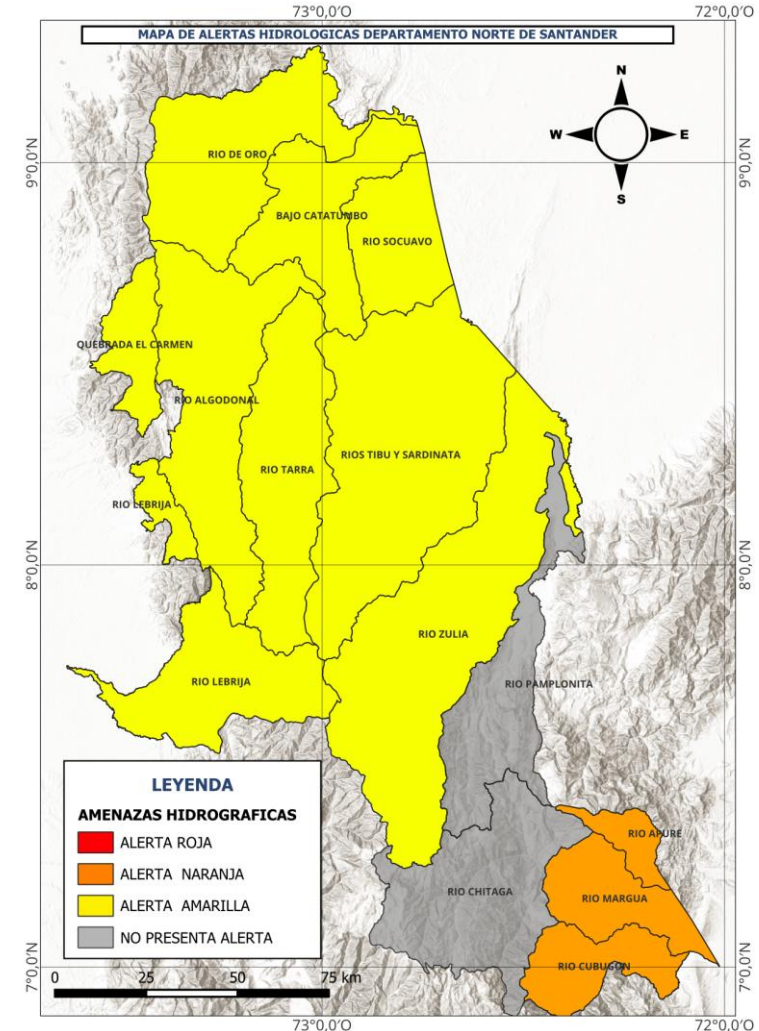 73°0.0'O
72°0.0'O
MAPA DE ALERTAS HIDROLOGICAS DEPARTAMENTO NORTE DE SANTANDER
N
W
E
S
9°0.0'N
9°0.0'N
RIO DE ORO
BAJO CATATUMBO
RIO SOCUAVO
QUEBRADA EL CARMEN
RIO ALGODONAL
RIOS TIBU Y SARDINATA
RIO TARRA
RIO LEBRIJA
8°0.0'N
8°0.0'N
RIO ZULIA
RIO LEBRIJA
RIO PAMPLONITA
LEYENDA
AMENAZAS HIDROGRAFICAS
ALERTA ROJA
ALERTA NARANJA
ALERTA AMARILLA
NO PRESENTA ALERTA
RIO APURE
RIO CHITAGA
RIO MARGUA
RIO CUBUGON
7°0.0'N
7°0.0'N
0 25 50 75 km
73°0.0'O
72°0.0'O